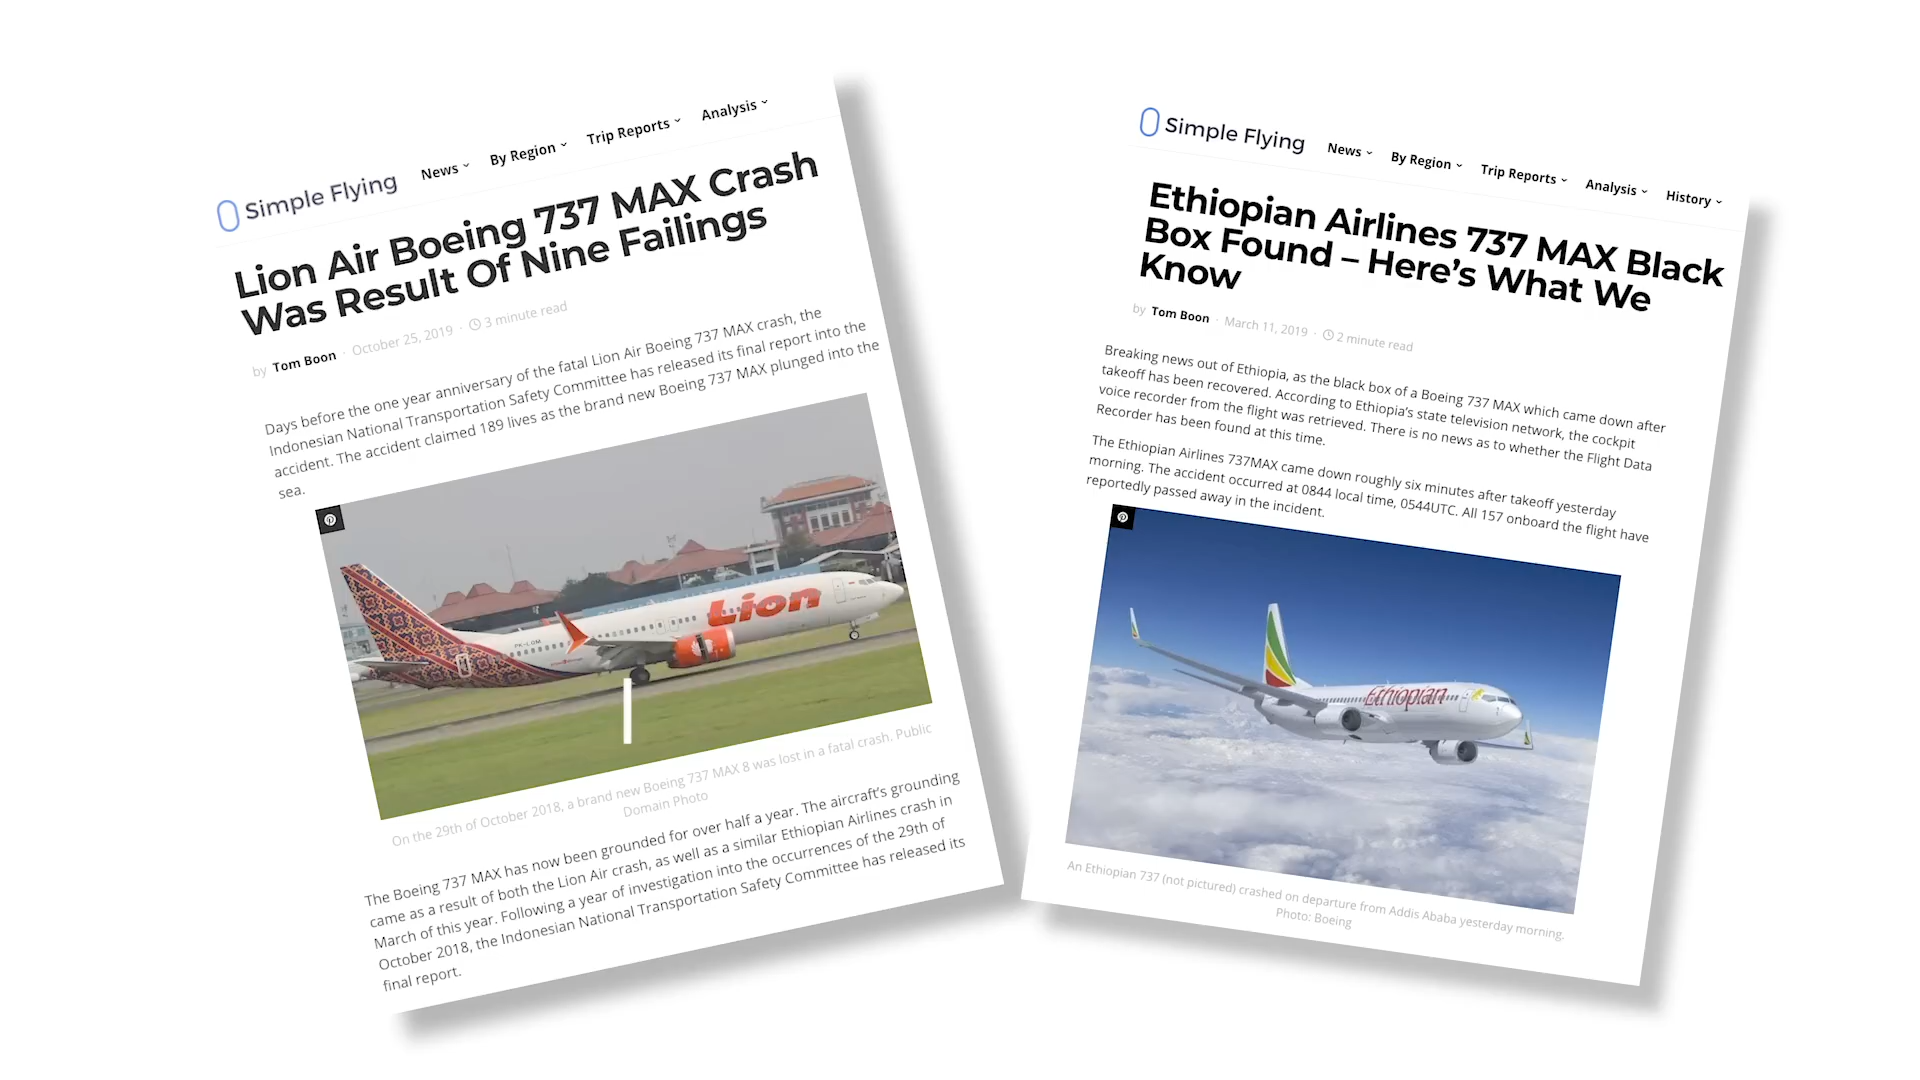 Simple Flying
News
By Region
Trip Reports
Analysis
Lion Air Boeing 737 MAX Crash
Was Result Of Nine Failings
by Tom Boon · October 25, 2019 · 3 minute read
Days before the one year anniversary of the fatal Lion Air Boeing 737 MAX crash, the
Indonesian National Transportation Safety Committee has released its final report into the
accident. The accident claimed 189 lives as the brand new Boeing 737 MAX plunged into the
sea.
Lion
On the 29th of October 2018, a brand new Boeing 737 MAX 8 was lost in a fatal crash. Public
Domain Photo
The Boeing 737 MAX has now been grounded for over half a year. The aircraft's grounding
came as a result of both the Lion Air crash, as well as a similar Ethiopian Airlines crash in
March of this year. Following a year of investigation into the occurrences of the 29th of
October 2018, the Indonesian National Transportation Safety Committee has released its
final report.
Simple Flying
News
By Region
Trip Reports
Analysis
History
Ethiopian Airlines 737 MAX Black
Box Found – Here's What We
Know
by Tom Boon · March 11, 2019 · 2 minute read
Breaking news out of Ethiopia, as the black box of a Boeing 737 MAX which came down after
takeoff has been recovered. According to Ethiopia's state television network, the cockpit
voice recorder from the flight was retrieved. There is no news as to whether the Flight Data
Recorder has been found at this time.
The Ethiopian Airlines 737MAX came down roughly six minutes after takeoff yesterday
morning. The accident occurred at 0844 local time, 0544UTC. All 157 onboard the flight have
reportedly passed away in the incident.
Ethiopian
An Ethiopian 737 (not pictured) crashed on departure from Addis Ababa yesterday morning.
Photo: Boeing